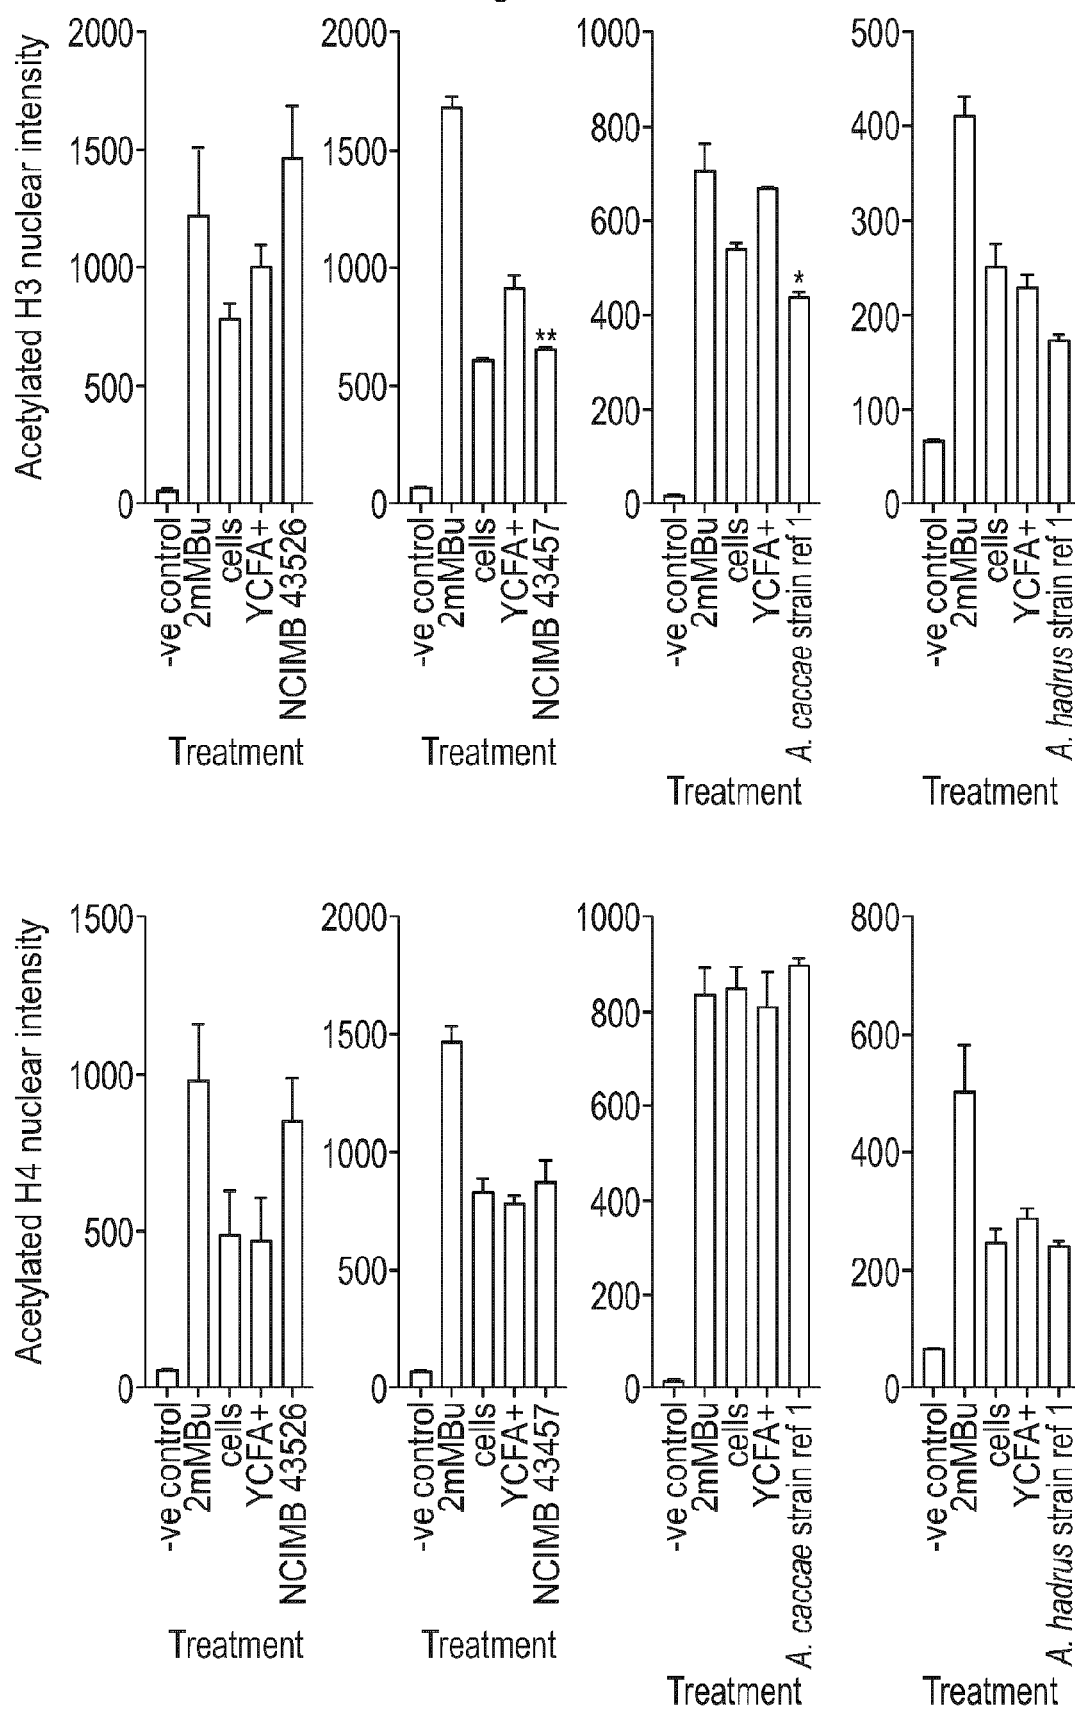 Acetylated H3 nuclear intensity
2000
1500
1000
500
0
-ve control
2mMBu
cells
YCFA+
NCIMB 43526
Treatment
2000
1500
1000
500
0
**
-ve control
2mMBu
cells
YCFA+
NCIMB 43457
Treatment
1000
800
600
400
200
0
*
-ve control
2mMBu
cells
YCFA+
A. caccae strain ref 1
Treatment
500
400
300
200
100
0
-ve control
2mMBu
cells
YCFA+
A. hadrus strain ref 1
Treatment
Acetylated H4 nuclear intensity
1500
1000
500
0
-ve control
2mMBu
cells
YCFA+
NCIMB 43526
Treatment
2000
1500
1000
500
0
-ve control
2mMBu
cells
YCFA+
NCIMB 43457
Treatment
1000
800
600
400
200
0
-ve control
2mMBu
cells
YCFA+
A. caccae strain ref 1
Treatment
800
600
400
200
0
-ve control
2mMBu
cells
YCFA+
A. hadrus strain ref 1
Treatment